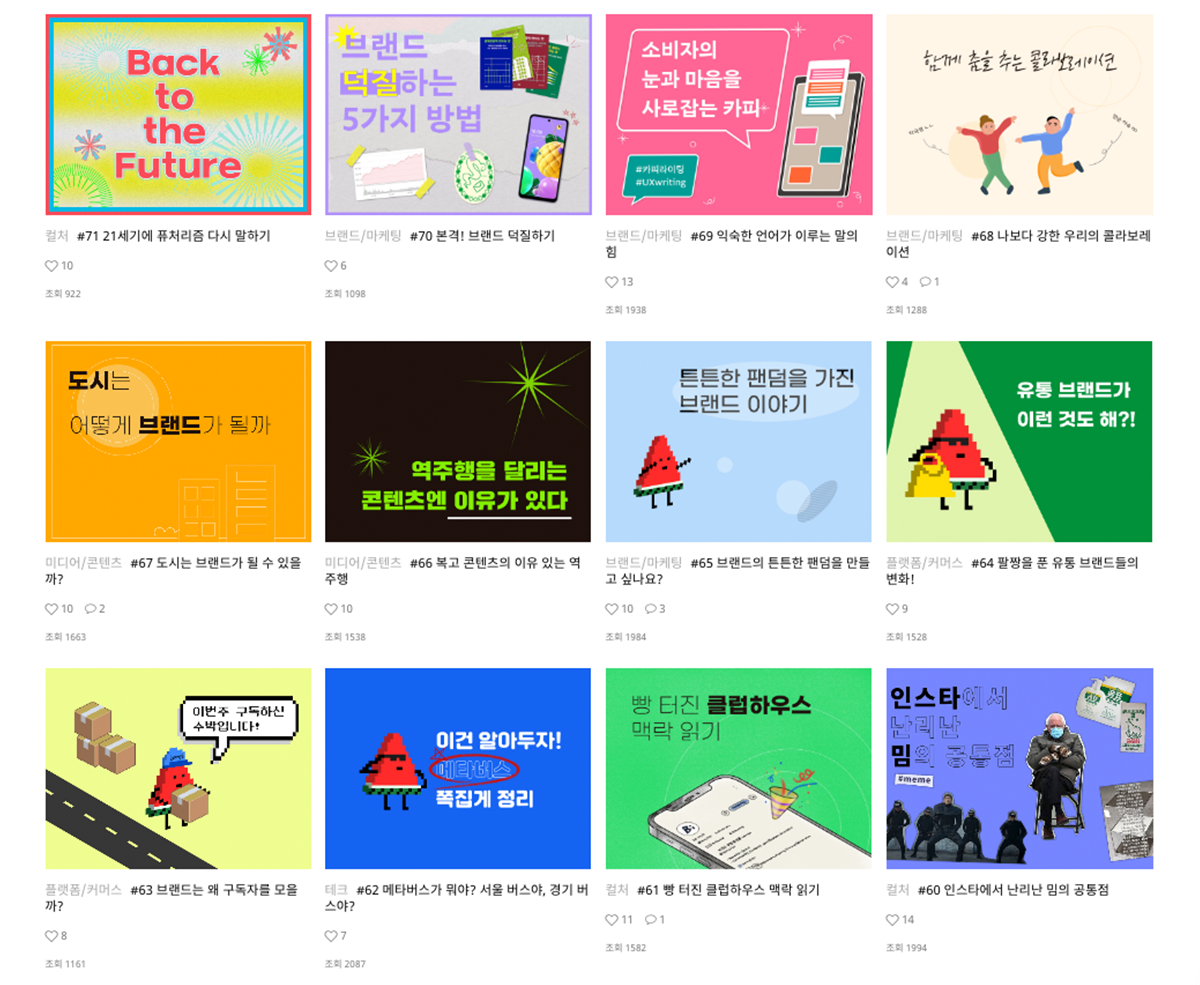 Back
to
the
Future
컬처 #71 21세기에 퓨처리즘 다시 말하기
10
조회 922
브랜드
덕질하는
5가지 방법
브랜드/마케팅 #70 본격! 브랜드 덕질하기
6
조회 1098
소비자의
눈과 마음을
사로잡는 카피
#카피라이팅
#UXwriting
브랜드/마케팅 #69 익숙한 언어가 이루는 말의
힘
13
조회 1938
함께 춤을 추는 콜라보레이션
브랜드/마케팅 #68 나보다 강한 우리의 콜라보레
이션
4 1
조회 1288
도시는
어떻게 브랜드가 될까
미디어/콘텐츠 #67 도시는 브랜드가 될 수 있을
까?
10 2
조회 1663
역주행을 달리는
콘텐츠엔 이유가 있다
미디어/콘텐츠 #66 복고 콘텐츠의 이유 있는 역
주행
10
조회 1538
튼튼한 팬덤을 가진
브랜드 이야기
브랜드/마케팅 #65 브랜드의 튼튼한 팬덤을 만들
고 싶나요?
10 3
조회 1984
유통 브랜드가
이런 것도 해?!
플랫폼/커머스 #64 팔짱을 푼 유통 브랜드들의
변화!
9
조회 1528
이번주 구독하신
수박입니다!
플랫폼/커머스 #63 브랜드는 왜 구독자를 모을
까?
8
조회 1161
이건 알아두자!
메타버스
쪽집게 정리
테크 #62 메타버스가 뭐야? 서울 버스야, 경기 버
스야?
7
조회 2087
빵 터진 클럽하우스
맥락 읽기
컬처 #61 빵 터진 클럽하우스 맥락 읽기
11 1
조회 1582
인스타에서
난리난
밈의 공통점
#meme
컬처 #60 인스타에서 난리난 밈의 공통점
14
조회 1994